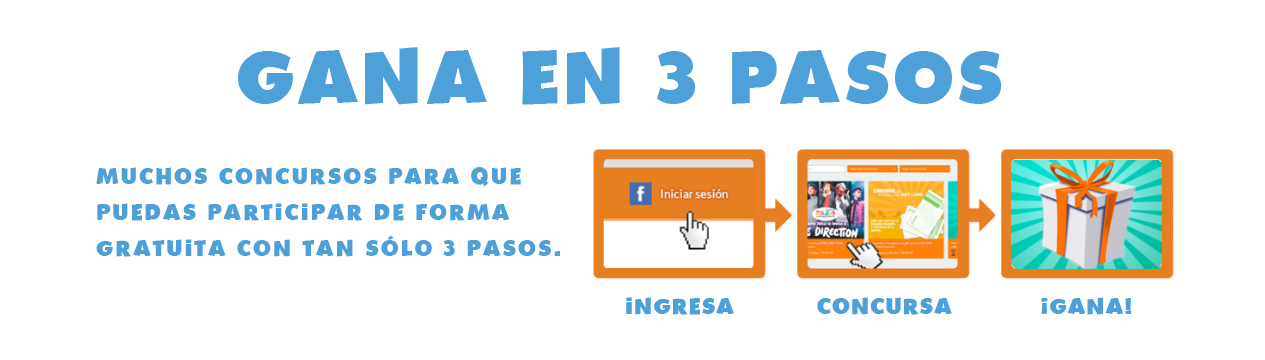 GANA EN 3 PASOS
MUCHOS CONCURSOS PARA QUE
PUEDAS PARTiCiPAR DE FORMA
GRATUiTA CON TAN SÓLO 3 PASOS.
f Iniciar sesión
DIRECTION
iNGRESA
CONCURSA
¡GANA!